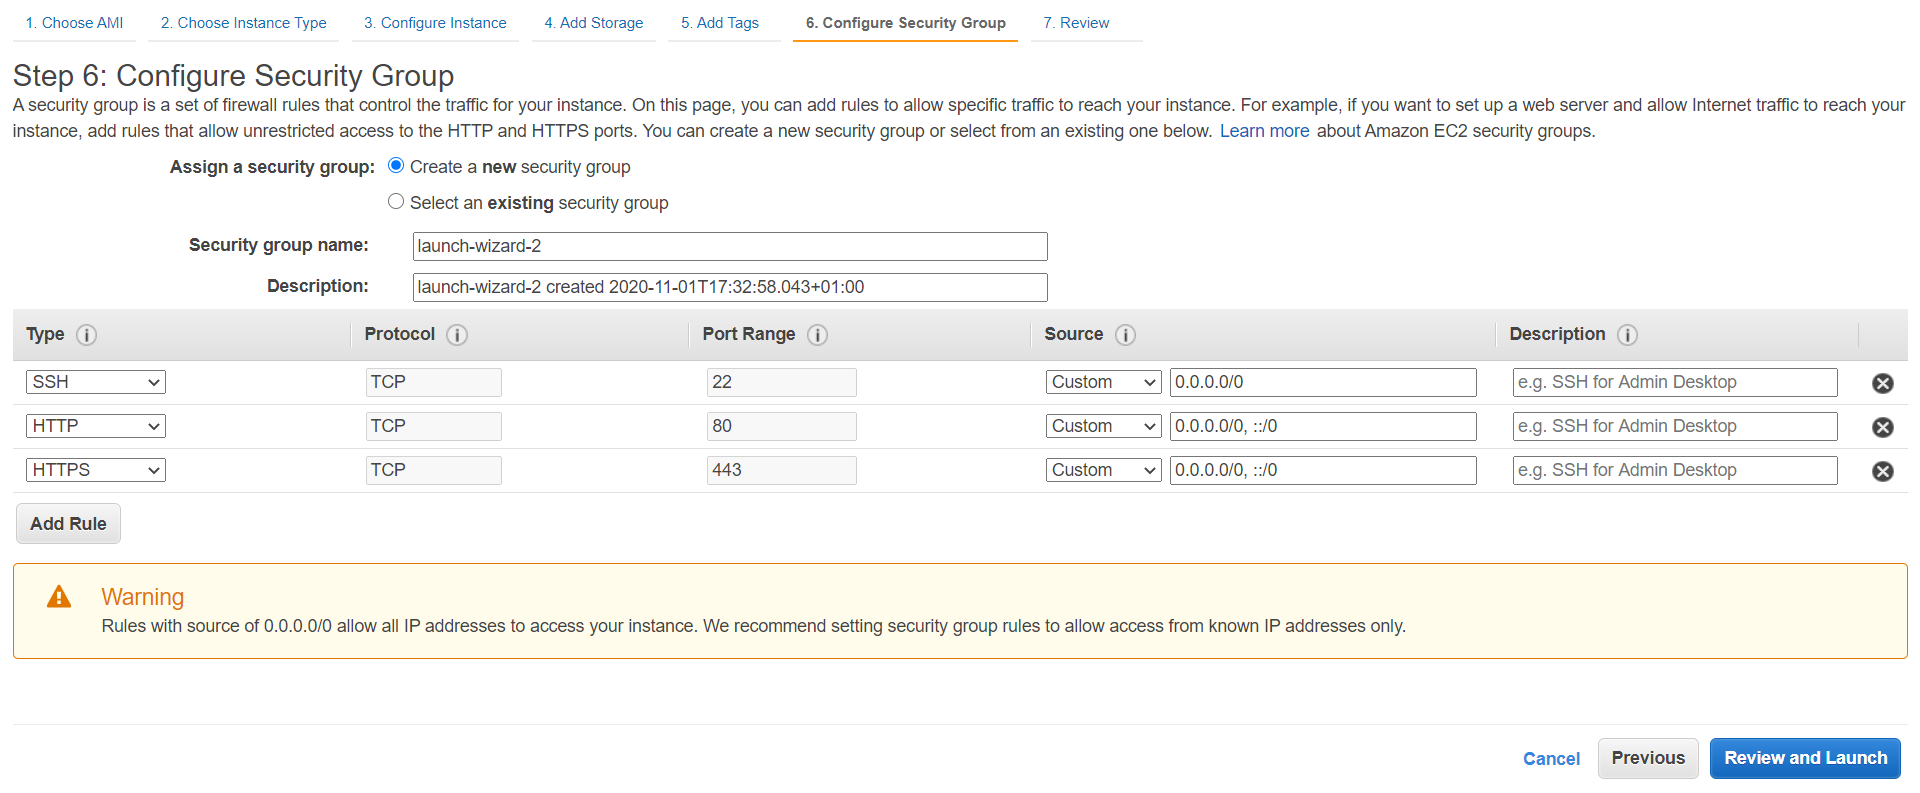 1. Choose AMI 2. Choose Instance Type 3. Configure Instance 4. Add Storage 5. Add Tags 6. Configure Security Group 7. Review
Step 6: Configure Security Group
A security group is a set of firewall rules that control the traffic for your instance. On this page, you can add rules to allow specific traffic to reach your instance. For example, if you want to set up a web server and allow Internet traffic to reach your
instance, add rules that allow unrestricted access to the HTTP and HTTPS ports. You can create a new security group or select from an existing one below. Learn more about Amazon EC2 security groups.
Assign a security group: Create a new security group
Select an existing security group
Security group name: launch-wizard-2
Description: launch-wizard-2 created 2020-11-01T17:32:58.043+01:00
Type Protocol Port Range Source Description
SSH TCP 22 Custom 0.0.0.0/0 e.g. SSH for Admin Desktop
HTTP TCP 80 Custom 0.0.0.0/0, ::/0 e.g. SSH for Admin Desktop
HTTPS TCP 443 Custom 0.0.0.0/0, ::/0 e.g. SSH for Admin Desktop
Add Rule
Warning
Rules with source of 0.0.0.0/0 allow all IP addresses to access your instance. We recommend setting security group rules to allow access from known IP addresses only.
Cancel Previous Review and Launch